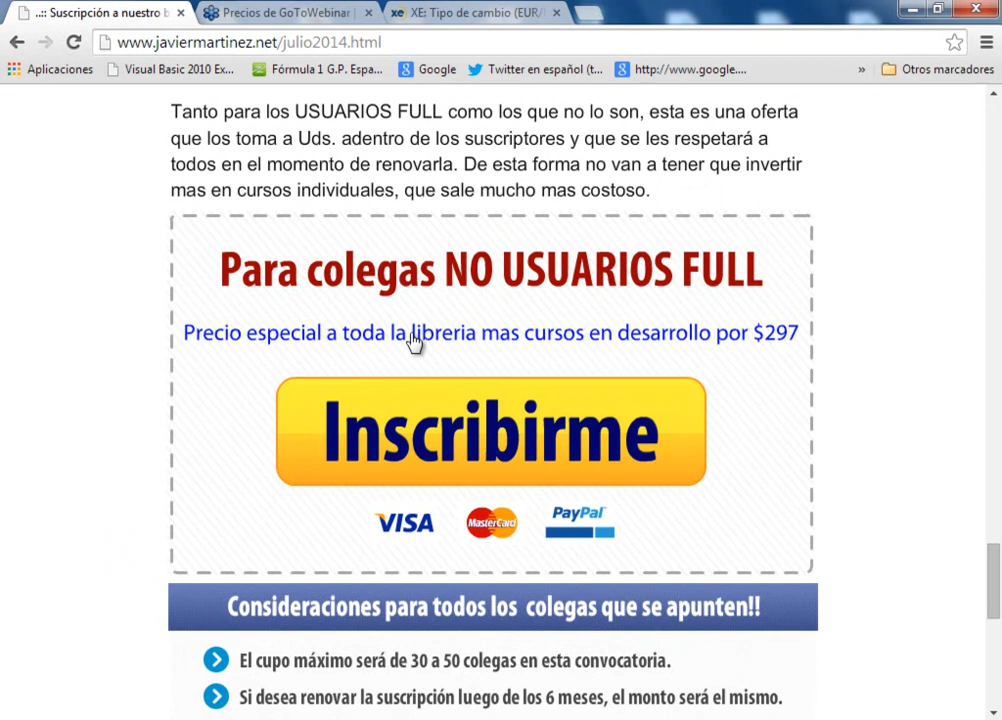 ..:: Suscripción a nuestro b
Precios de GoToWebinar |
XE: Tipo de cambio (EUR/
www.javiermartinez.net/julio2014.html
Aplicaciones
Visual Basic 2010 Ex...
Fórmula 1 G.P. Espa...
Google
Twitter en español (t...
http://www.google....
»
Otros marcadores
Tanto para los USUARIOS FULL como los que no lo son, esta es una oferta
que los toma a Uds. adentro de los suscriptores y que se les respetará a
todos en el momento de renovarla. De esta forma no van a tener que invertir
mas en cursos individuales, que sale mucho mas costoso.
Para colegas NO USUARIOS FULL
Precio especial a toda la libreria mas cursos en desarrollo por $297
Inscribirme
VISA
MasterCard
PayPal
Consideraciones para todos los colegas que se apunten!!
El cupo máximo será de 30 a 50 colegas en esta convocatoria.
Si desea renovar la suscripción luego de los 6 meses, el monto será el mismo.